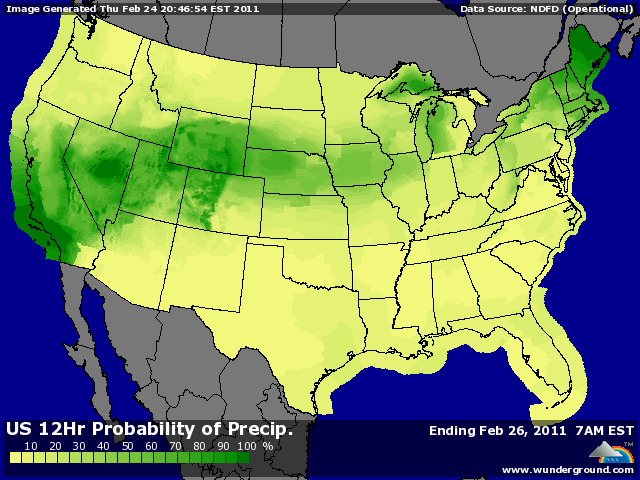 Image Generated Thu Feb 24 20:46:54 EST 2011
Data Source: NDFD (Operational)
US 12Hr Probability of Precip.
Ending Feb 26, 2011 7AM EST
10 20 30 40 50 60 70 80 90 100 %
TM
www.wunderground.com